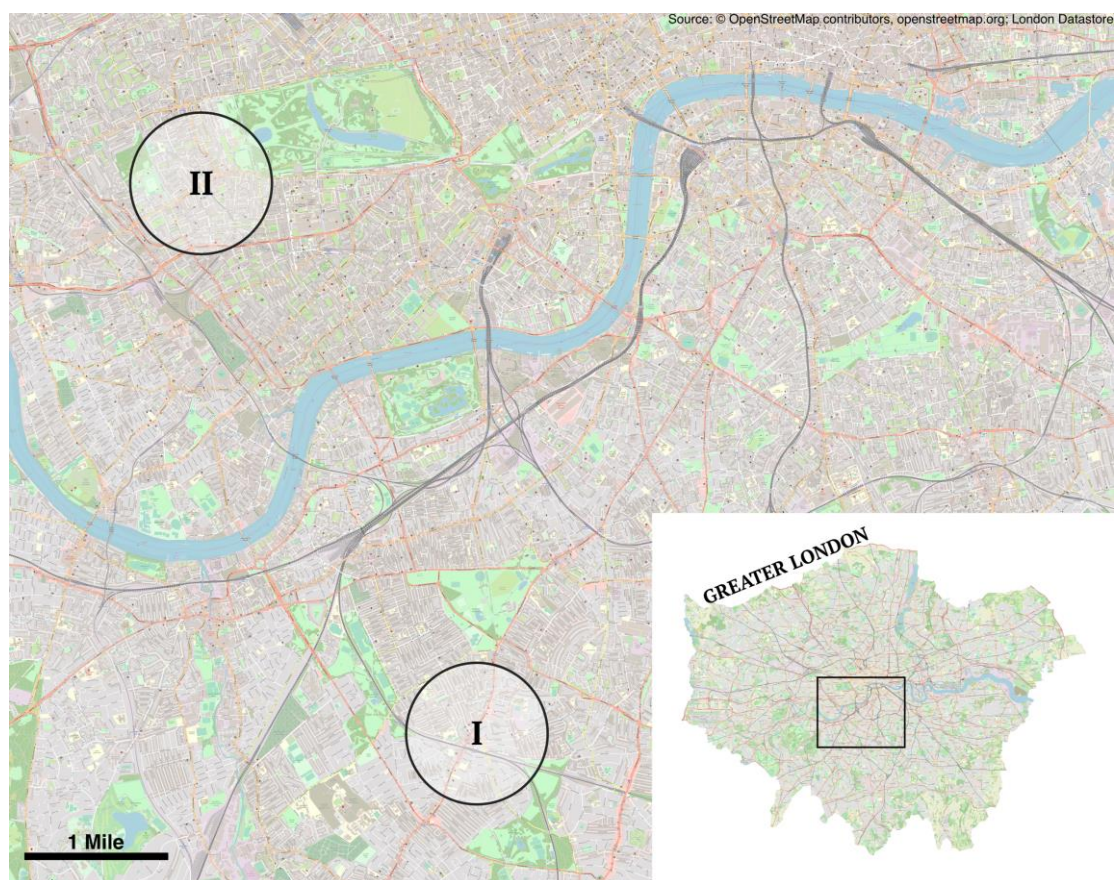 Source: © OpenStreetMap contributors, openstreetmap.org; London Datastore
II
GREATER LONDON
I
1 Mile